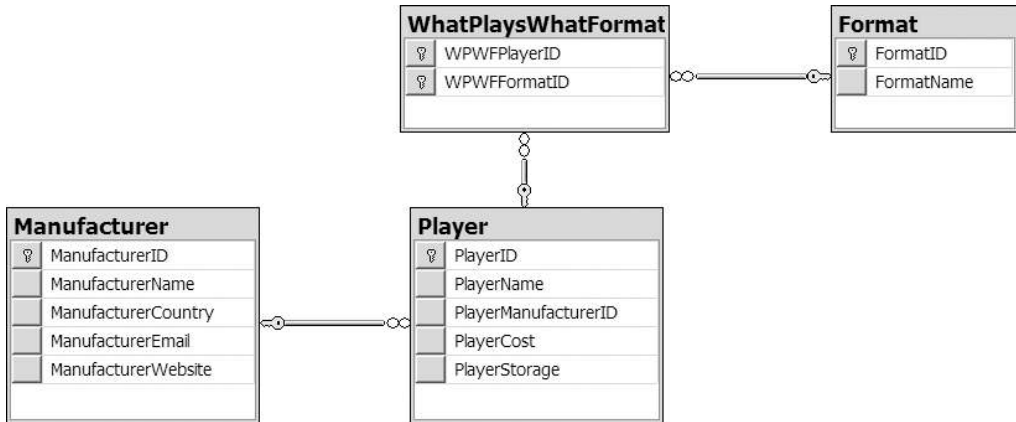 WhatPlaysWhatFormat
WPWFPlayerID
WPWFFormatID
Format
FormatID
FormatName
Manufacturer
ManufacturerID
ManufacturerName
ManufacturerCountry
ManufacturerEmail
ManufacturerWebsite
Player
PlayerID
PlayerName
PlayerManufacturerID
PlayerCost
PlayerStorage